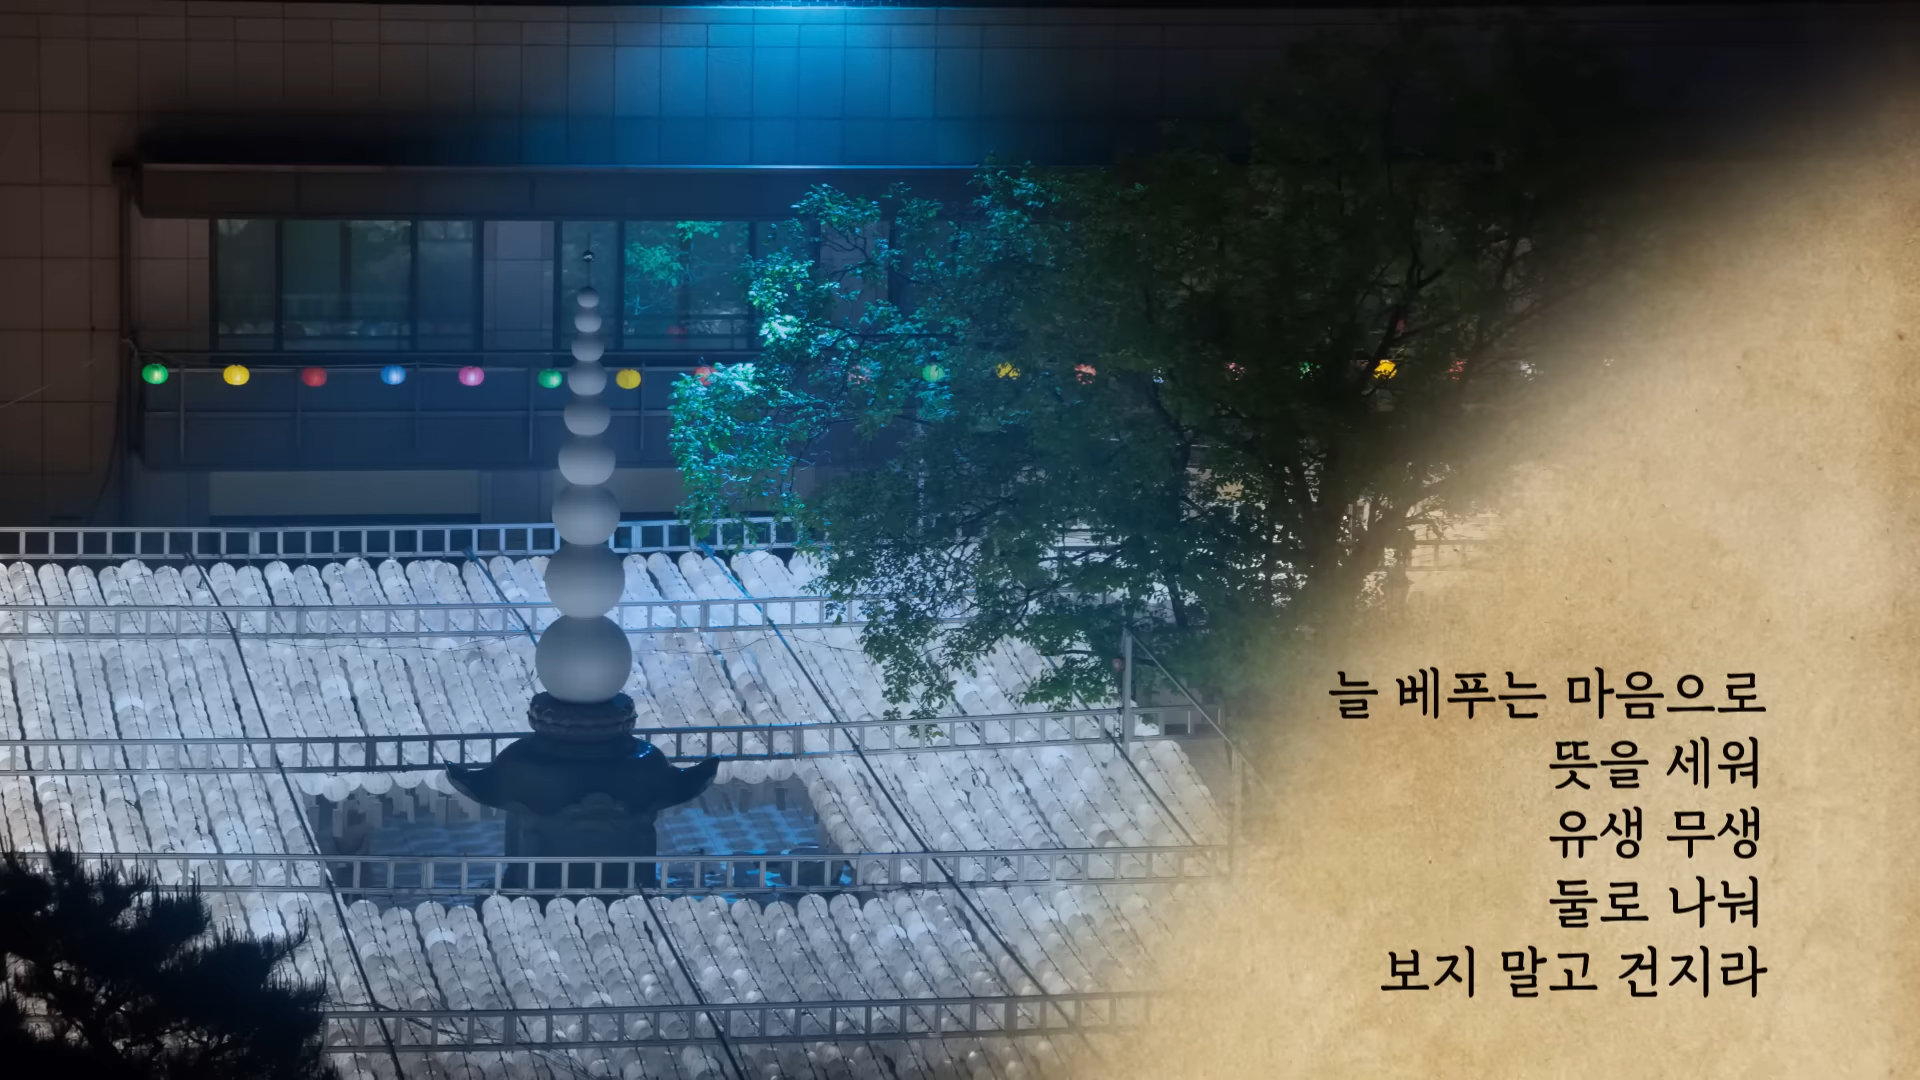 늘 베푸는 마음으로
뜻을 세워
유생 무생
둘로 나눠
보지 말고 건지라